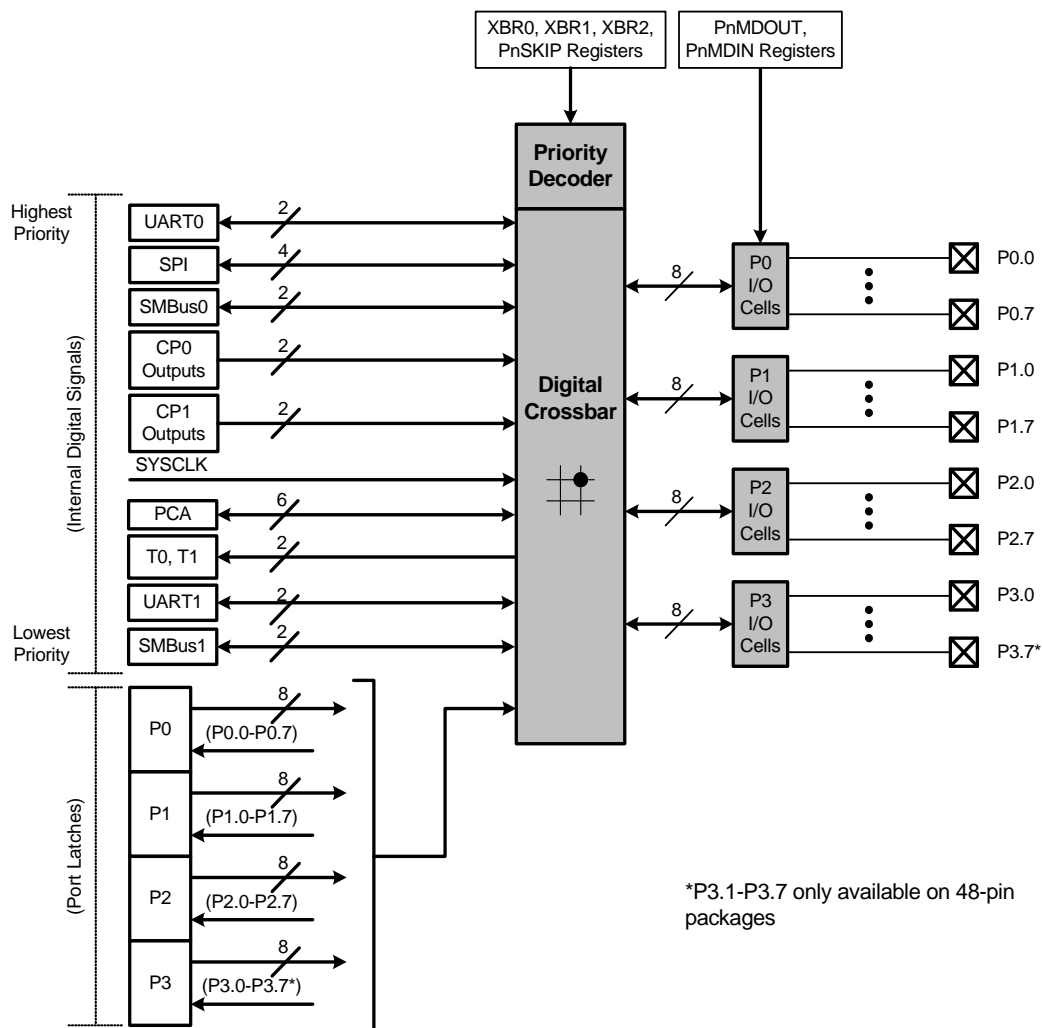 XBR0, XBR1, XBR2,
PnSKIP Registers
PnMDOUT,
PnMDIN Registers
Priority
Decoder
Highest
Priority
(Internal Digital Signals)
Lowest
Priority
UART0
2
SPI
4
SMBus0
2
CP0
Outputs
2
CP1
Outputs
2
SYSCLK
PCA
6
T0, T1
2
UART1
2
SMBus1
2
Digital
Crossbar
8
P0
I/O
Cells
P0.0
P0.7
8
P1
I/O
Cells
P1.0
P1.7
8
P2
I/O
Cells
P2.0
P2.7
8
P3
I/O
Cells
P3.0
P3.7*
(Port Latches)
P0
8
(P0.0-P0.7)
P1
8
(P1.0-P1.7)
P2
8
(P2.0-P2.7)
P3
8
(P3.0-P3.7*)
*P3.1-P3.7 only available on 48-pin
packages